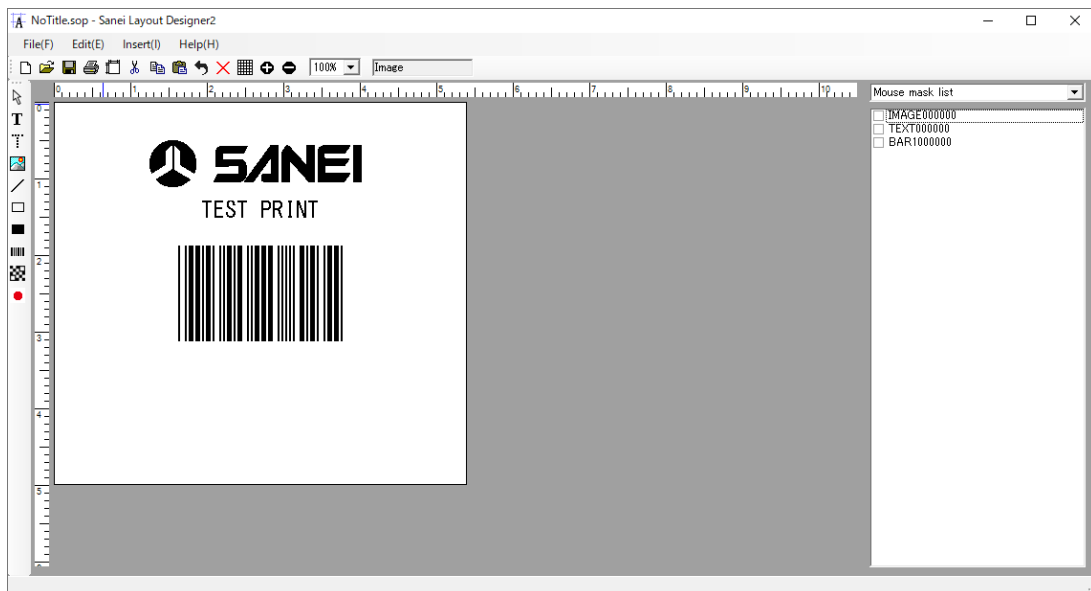 NoTitle.sop - Sanei Layout Designer2
File(F) Edit(E) Insert(I) Help(H)
100% Image
0 1 2 3 4 5 6 7 8 9 10
Mouse mask list
IMAGE000000
TEXT000000
BAR1000000
0
1
2
3
4
5
SANEI
TEST PRINT